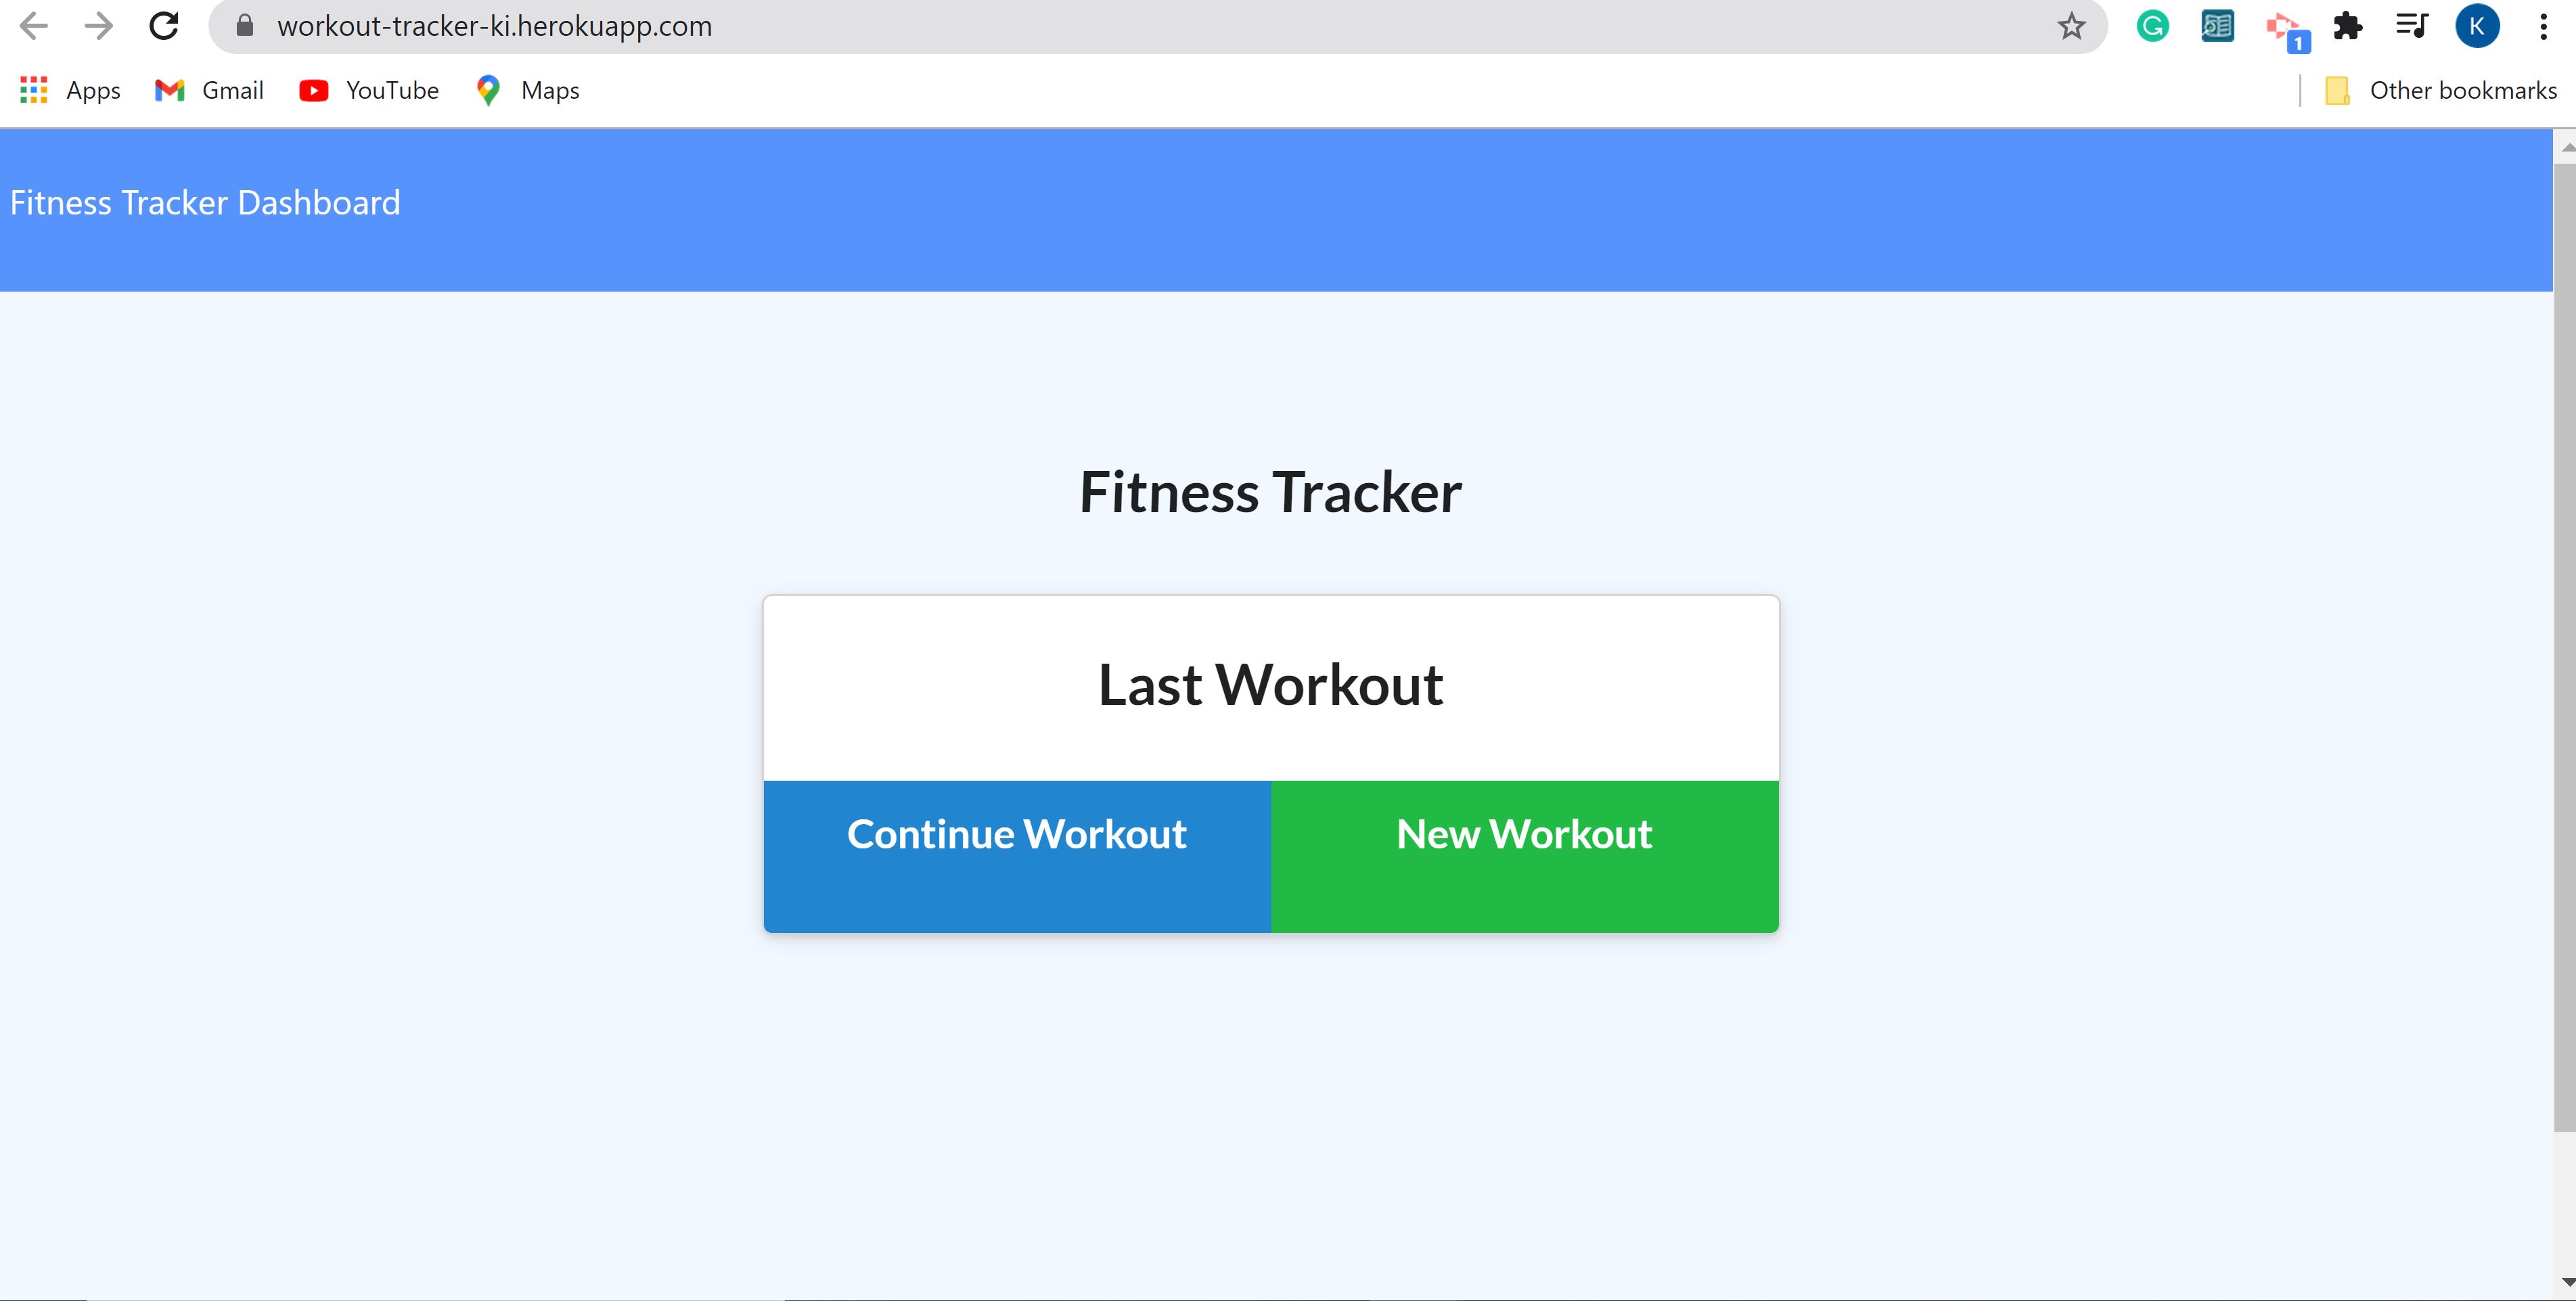 workout-tracker-ki.herokuapp.com
1
K
Apps Gmail YouTube Maps Other bookmarks
Fitness Tracker Dashboard
Fitness Tracker
Last Workout
Continue Workout New Workout